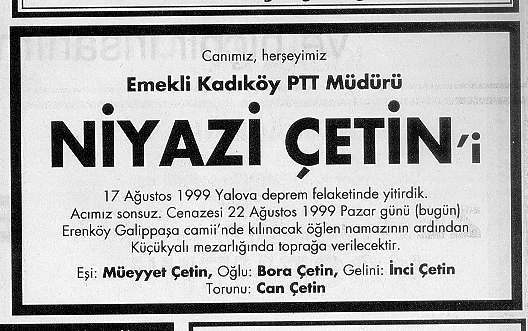 Canımız, herşeyimiz
Emekli Kadıköy PTT Müdürü
NİYAZİ ÇETİN'i
17 Ağustos 1999 Yalova deprem felaketinde yitirdik.
Acımız sonsuz. Cenazesi 22 Ağustos 1999 Pazar günü (bugün)
Erenköy Galippaşa camii'nde kılınacak öğlen namazının ardından
Küçükyalı mezarlığında toprağa verilecektir.
Eşi: Müeyyet Çetin, Oğlu: Bora Çetin, Gelini: İnci Çetin
Torunu: Can Çetin